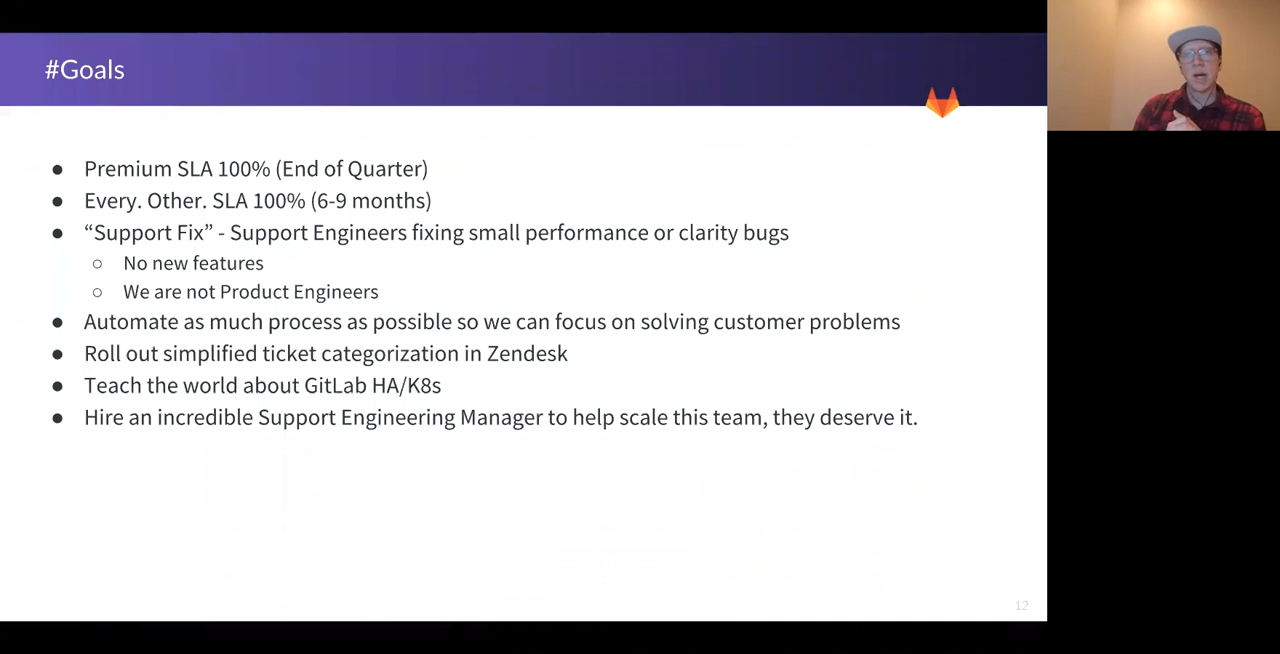 #Goals
● Premium SLA 100% (End of Quarter)
● Every. Other. SLA 100% (6-9 months)
● “Support Fix” - Support Engineers fixing small performance or clarity bugs
○ No new features
○ We are not Product Engineers
● Automate as much process as possible so we can focus on solving customer problems
● Roll out simplified ticket categorization in Zendesk
● Teach the world about GitLab HA/K8s
● Hire an incredible Support Engineering Manager to help scale this team, they deserve it.
12